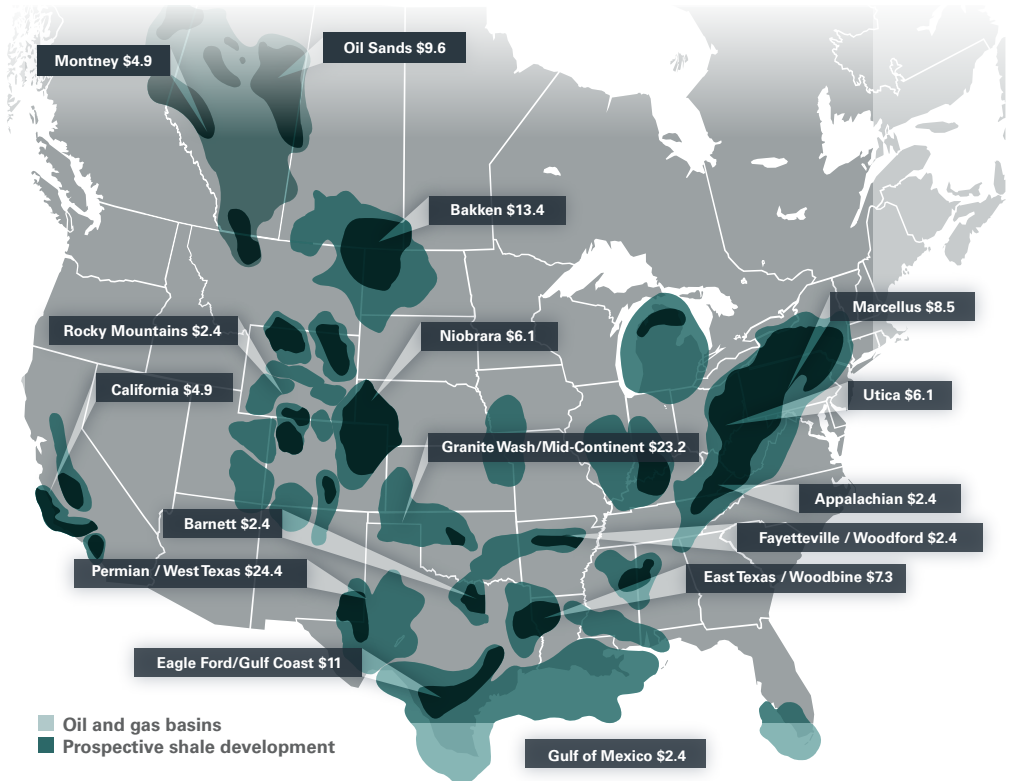 Oil Sands $9.6
Montney $4.9
Bakken $13.4
Marcellus $8.5
Rocky Mountains $2.4
Niobrara $6.1
California $4.9
Utica $6.1
Granite Wash/Mid-Continent $23.2
Appalachian $2.4
Barnett $2.4
Fayetteville / Woodford $2.4
Permian / West Texas $24.4
East Texas / Woodbine $7.3
Eagle Ford/Gulf Coast $11
Oil and gas basins
Prospective shale development
Gulf of Mexico $2.4